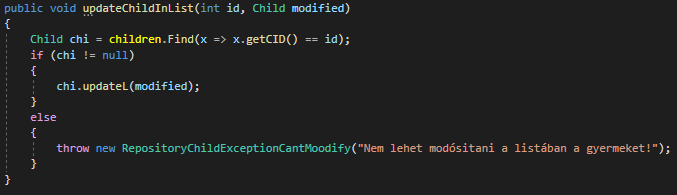 public void updateChildInList(int id, Child modified)
{
Child chi = children.Find(x => x.getCID() == id);
if (chi != null)
{
chi.updateL(modified);
}
else
{
throw new RepositoryChildExceptionCantMoodify("Nem lehet modósitani a listában a gyermeket!");
}
}